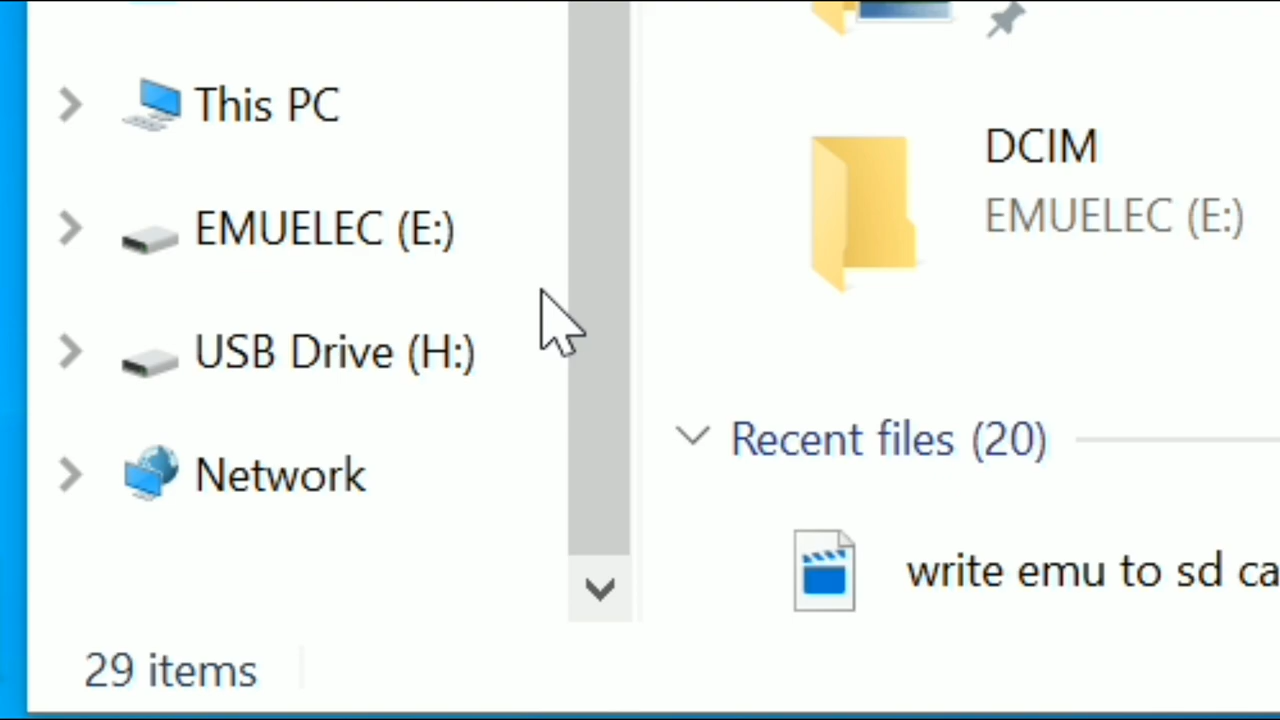 This PC
EMUELEC (E:)
USB Drive (H:)
Network
29 items
DCIM
EMUELEC (E:)
Recent files (20)
write emu to sd ca